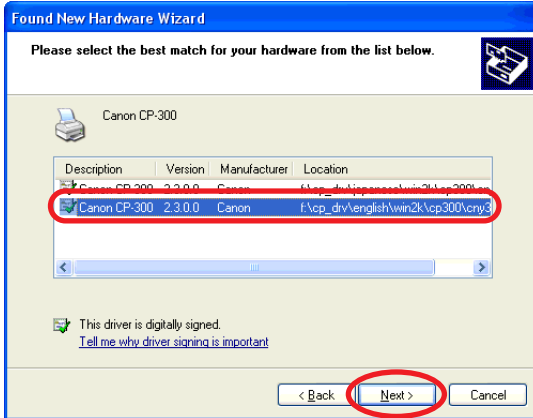 Found New Hardware Wizard
Please select the best match for your hardware from the list below.
Canon CP-300
Description Version Manufacturer Location
Canon CP-300 2.3.0.0 Canon f:\cp_drv\japanese\win2k\cp300\cn
Canon CP-300 2.3.0.0 Canon f:\cp_drv\english\win2k\cp300\cny3
This driver is digitally signed.
Tell me why driver signing is important
< Back Next > Cancel